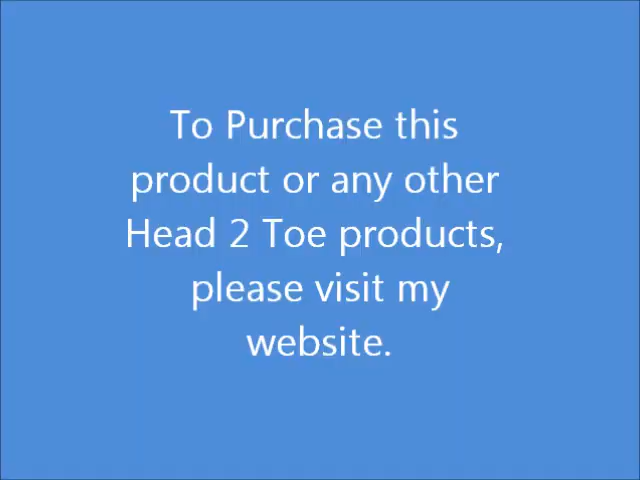 To Purchase this
product or any other
Head 2 Toe products,
please visit my
website.